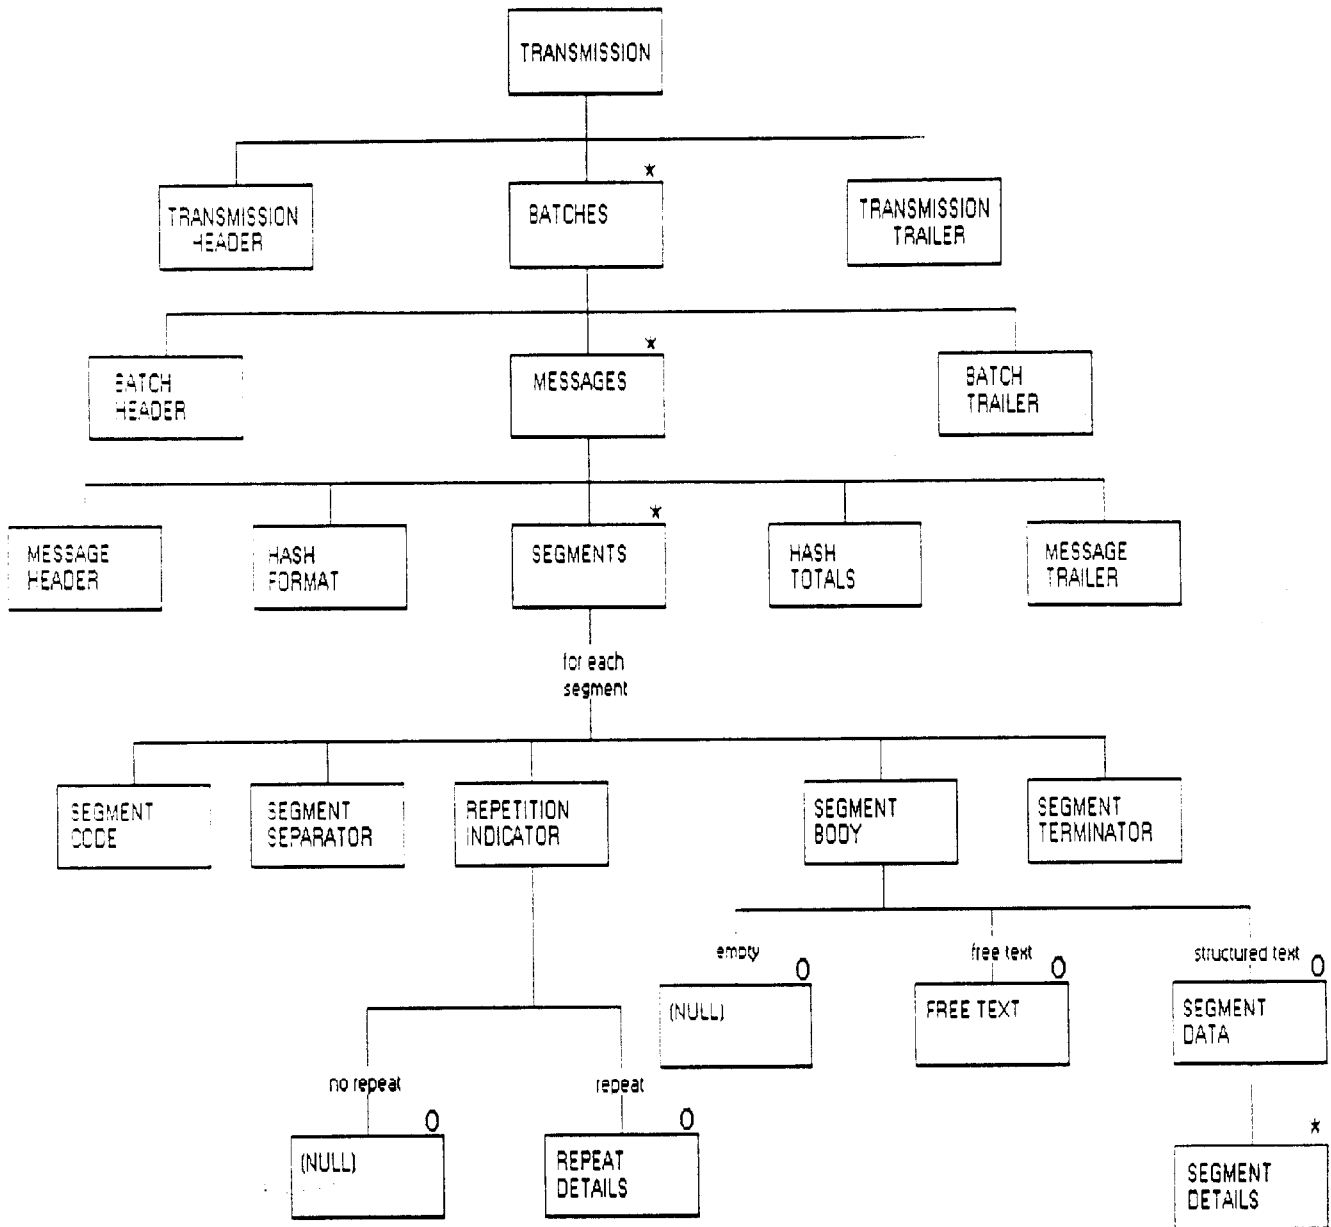 TRANSMISSION
*
TRANSMISSION
HEADER
BATCHES
TRANSMISSION
TRAILER
*
BATCH
HEADER
MESSAGES
BATCH
TRAILER
*
MESSAGE
HEADER
HASH
FORMAT
SEGMENTS
HASH
TOTALS
MESSAGE
TRAILER
for each
segment
SEGMENT
CODE
SEGMENT
SEPARATOR
REPETITION
INDICATOR
SEGMENT
BODY
SEGMENT
TERMINATOR
empty
O
(NULL)
free text
O
FREE TEXT
structured text
O
SEGMENT
DATA
no repeat
O
(NULL)
repeat
O
REPEAT
DETAILS
*
SEGMENT
DETAILS